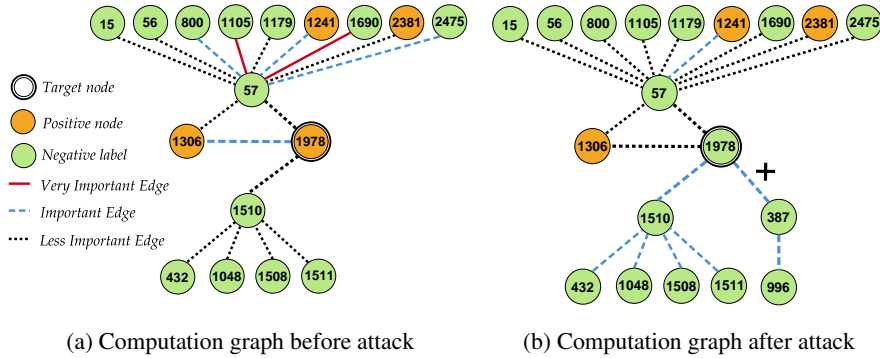 15 56 800 1105 1179 1241 1690 2381 2475
57
1306 1978
1510
432 1048 1508 1511
Target node
Positive node
Negative label
Very Important Edge
Important Edge
Less Important Edge
(a) Computation graph before attack
15 56 800 1105 1179 1241 1690 2381 2475
57
1306 1978
+
1510 387
432 1048 1508 1511 996
(b) Computation graph after attack